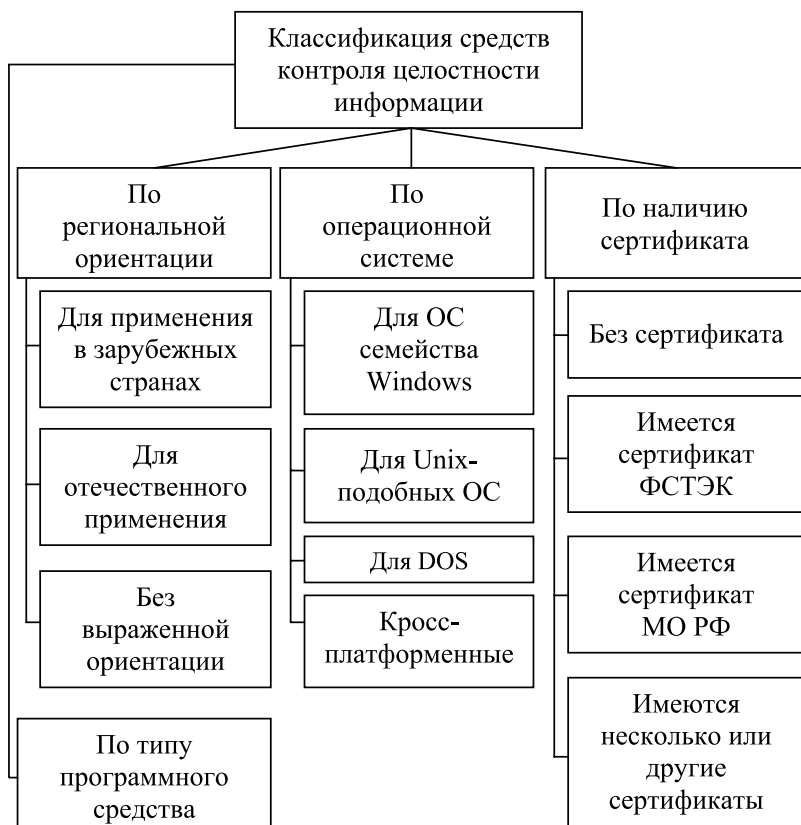 Классификация средств
контроля целостности
информации
По
региональной
ориентации
Для применения
в зарубежных
странах
Для
отечественного
применения
Без
выраженной
ориентации
По
операционной
системе
Для ОС
семейства
Windows
Для Unix-
подобных ОС
Для DOS
Кросс-
платформенные
По наличию
сертификата
Без сертификата
Имеется
сертификат
ФСТЭК
Имеется
сертификат
МО РФ
Имеются
несколько или
другие
сертификаты
По типу
программного
средства